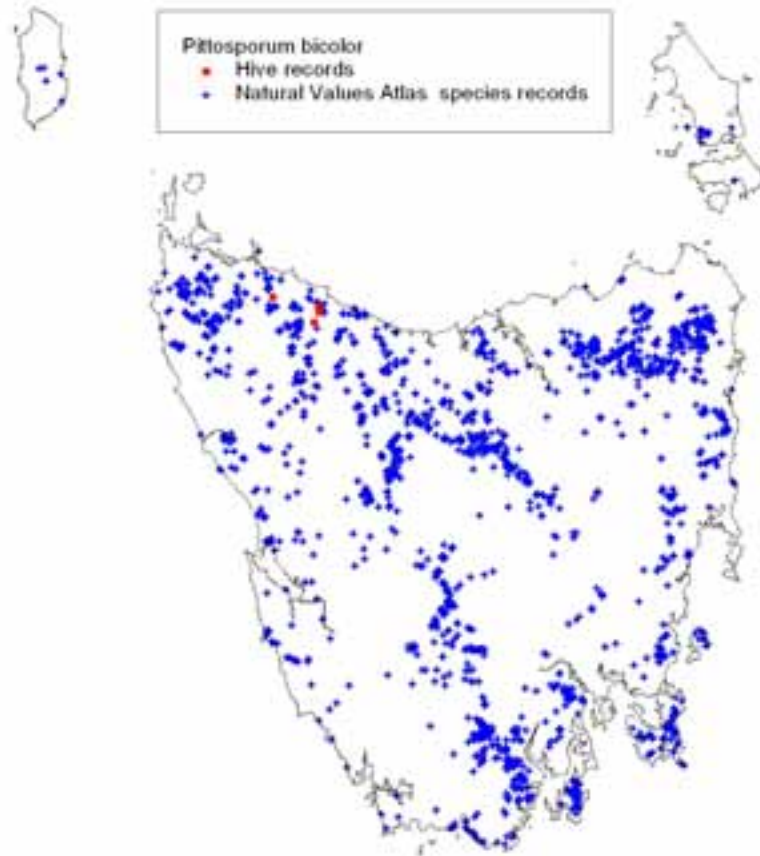 Pittosporum bicolor
Hive records
Natural Values Atlas species records